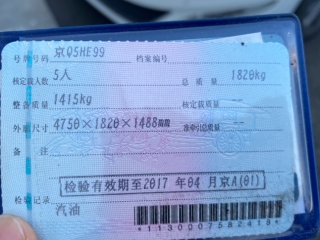 号牌号码 京Q5HE99 档案编号
核定载人数 5人 总质量 1820kg
整备质量 1415kg 核定载质量 --
外廓尺寸 4750×1820×1488mm 准牵引总质量 --
备注
检验有效期至2017年04月京A(01)
检验记录
汽油
*1130007582418*